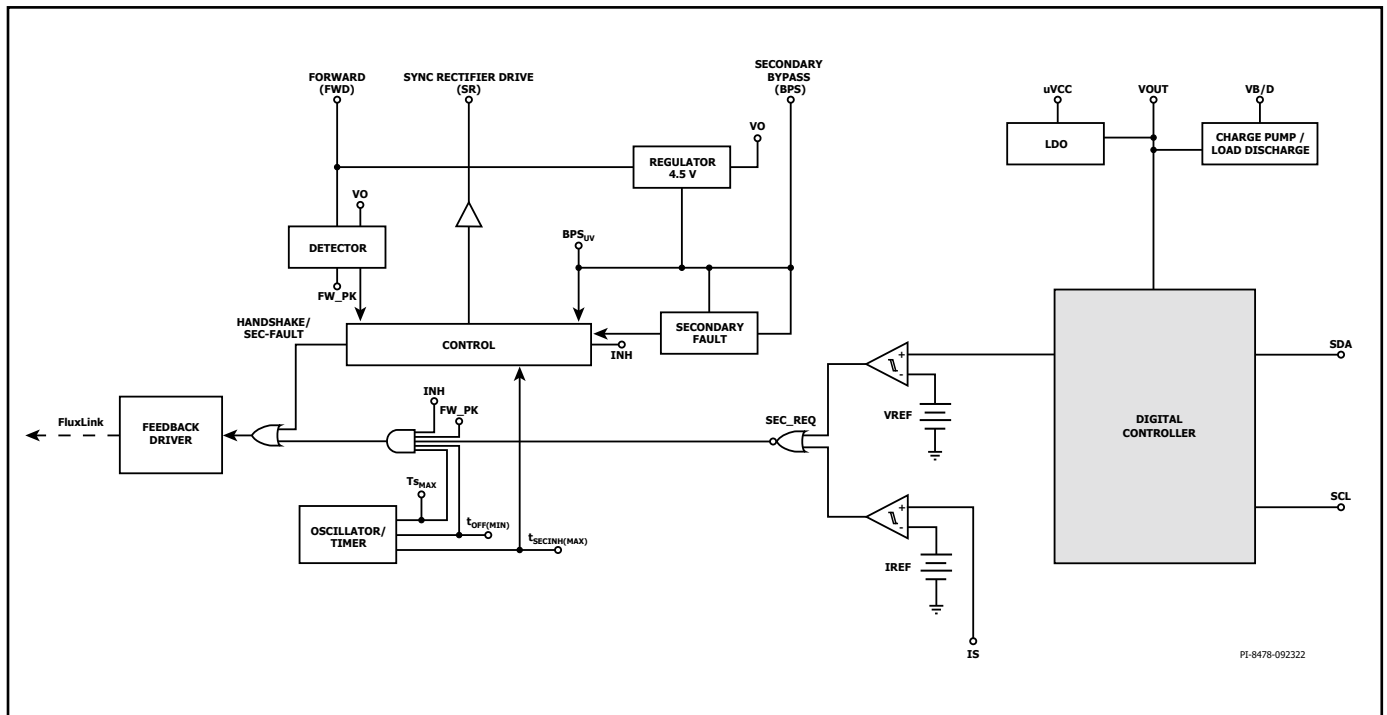 FORWARD
(FWD)
SYNC RECTIFIER DRIVE
(SR)
SECONDARY
BYPASS
(BPS)
uVCC
VOUT
VB/D
LDO
CHARGE PUMP /
LOAD DISCHARGE
VO
REGULATOR
4.5 V
VO
DETECTOR
FW_PK
BPSUV
HANDSHAKE/
SEC-FAULT
CONTROL
SECONDARY
FAULT
INH
INH
FW_PK
FluxLink
FEEDBACK
DRIVER
SEC_REQ
+
-
VREF
SDA
DIGITAL
CONTROLLER
SCL
TsMAX
OSCILLATOR/
TIMER
tOFF(MIN)
tSECINH(MAX)
+
-
IREF
IS
PI-8478-092322